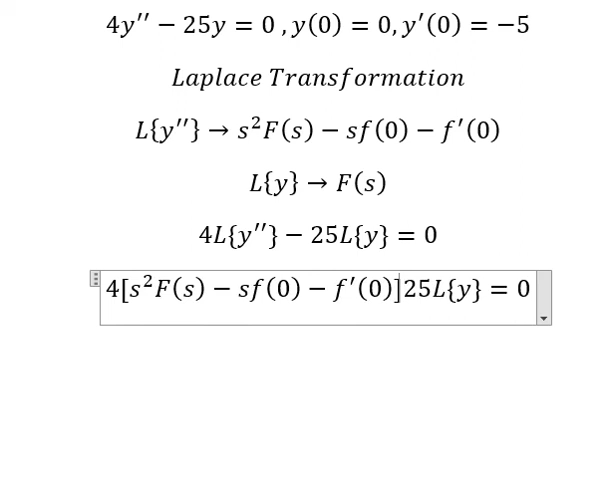 4y′′ − 25y = 0 , y(0) = 0, y′(0) = −5
Laplace Transformation
L{y′′} → s²F(s) − sf(0) − f′(0)
L{y} → F(s)
4L{y′′} − 25L{y} = 0
4[s²F(s) − sf(0) − f′(0)]25L{y} = 0